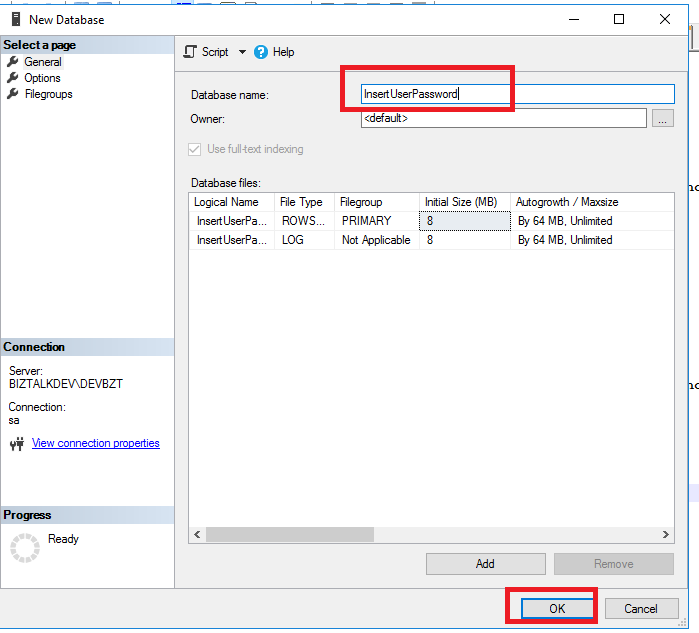 New Database
Select a page
General
Options
Filegroups
Script Help
Database name: InsertUserPassword
Owner: <default> ...
Use full-text indexing
Database files:
Logical Name File Type Filegroup Initial Size (MB) Autogrowth / Maxsize
InsertUserPa... ROWS... PRIMARY 8 By 64 MB, Unlimited
InsertUserPa... LOG Not Applicable 8 By 64 MB, Unlimited
Connection
Server:
BIZTALKDEV\DEVBZT
Connection:
sa
View connection properties
Progress
Ready
Add Remove
OK Cancel